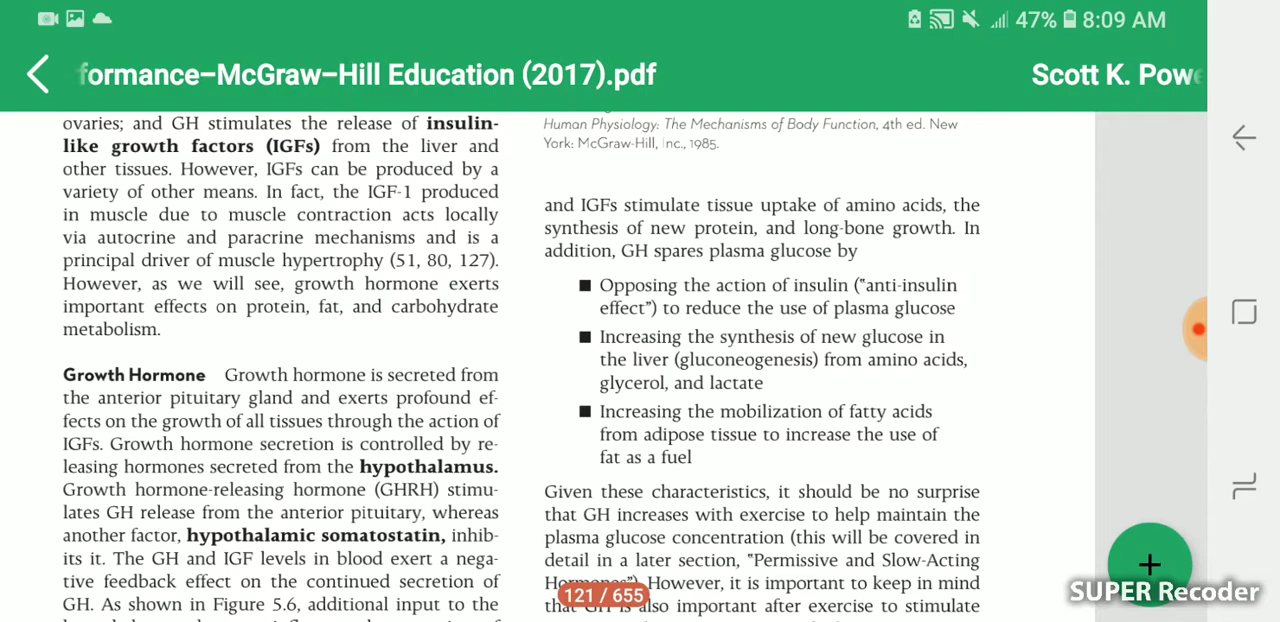 47% 8:09 AM
formance–McGraw–Hill Education (2017).pdf
Scott K. Powe
ovaries; and GH stimulates the release of insulin-
like growth factors (IGFs) from the liver and
other tissues. However, IGFs can be produced by a
variety of other means. In fact, the IGF-1 produced
in muscle due to muscle contraction acts locally
via autocrine and paracrine mechanisms and is a
principal driver of muscle hypertrophy (51, 80, 127).
However, as we will see, growth hormone exerts
important effects on protein, fat, and carbohydrate
metabolism.
Growth Hormone Growth hormone is secreted from
the anterior pituitary gland and exerts profound ef-
fects on the growth of all tissues through the action of
IGFs. Growth hormone secretion is controlled by re-
leasing hormones secreted from the hypothalamus.
Growth hormone-releasing hormone (GHRH) stimu-
lates GH release from the anterior pituitary, whereas
another factor, hypothalamic somatostatin, inhib-
its it. The GH and IGF levels in blood exert a nega-
tive feedback effect on the continued secretion of
GH. As shown in Figure 5.6, additional input to the
Human Physiology: The Mechanisms of Body Function, 4th ed. New
York: McGraw-Hill, Inc., 1985.
and IGFs stimulate tissue uptake of amino acids, the
synthesis of new protein, and long-bone growth. In
addition, GH spares plasma glucose by
■ Opposing the action of insulin ("anti-insulin
effect") to reduce the use of plasma glucose
■ Increasing the synthesis of new glucose in
the liver (gluconeogenesis) from amino acids,
glycerol, and lactate
■ Increasing the mobilization of fatty acids
from adipose tissue to increase the use of
fat as a fuel
Given these characteristics, it should be no surprise
that GH increases with exercise to help maintain the
plasma glucose concentration (this will be covered in
detail in a later section, "Permissive and Slow-Acting
Hormones"). However, it is important to keep in mind
that GH is also important after exercise to stimulate
121 / 655
+
SUPER Recoder